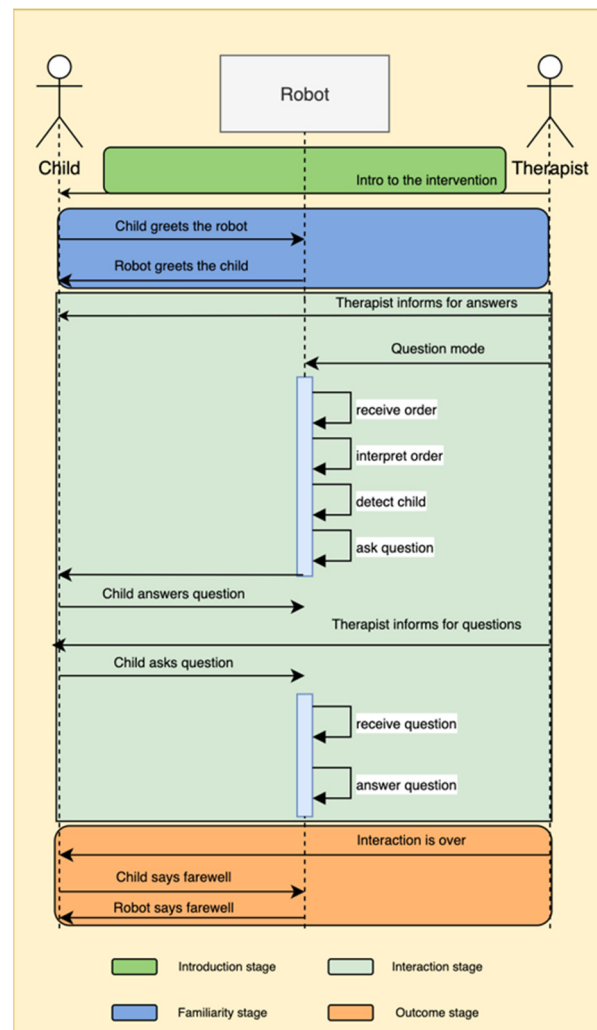 Robot
Child
Therapist
Intro to the intervention
Child greets the robot
Robot greets the child
Therapist informs for answers
Question mode
receive order
interpret order
detect child
ask question
Child answers question
Therapist informs for questions
Child asks question
receive question
answer question
Interaction is over
Child says farewell
Robot says farewell
Introduction stage
Interaction stage
Familiarity stage
Outcome stage